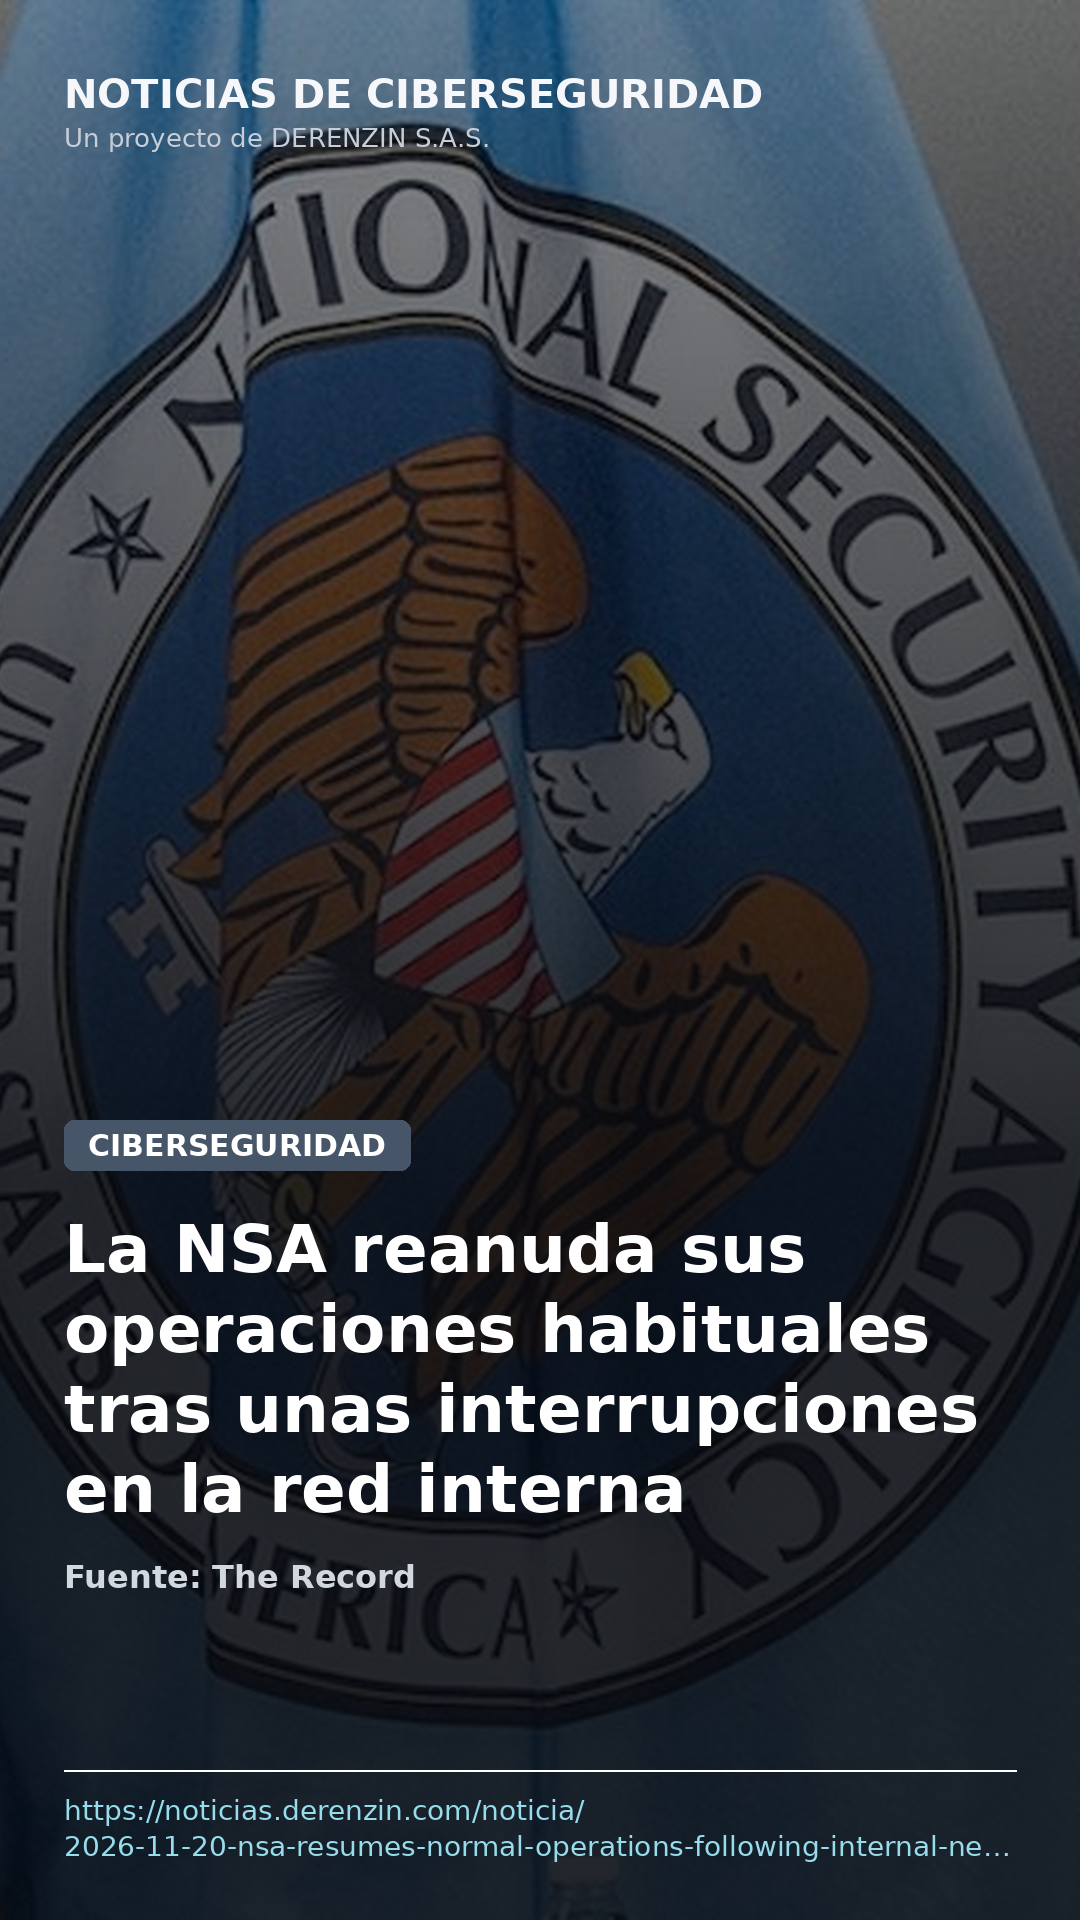 NOTICIAS DE CIBERSEGURIDAD
Un proyecto de DERENZIN S.A.S.
NATIONAL SECURITY AGENCY
UNITED STATES OF AMERICA
CIBERSEGURIDAD
La NSA reanuda sus
operaciones habituales
tras unas interrupciones
en la red interna
Fuente: The Record
https://noticias.derenzin.com/noticia/
2026-11-20-nsa-resumes-normal-operations-following-internal-ne…